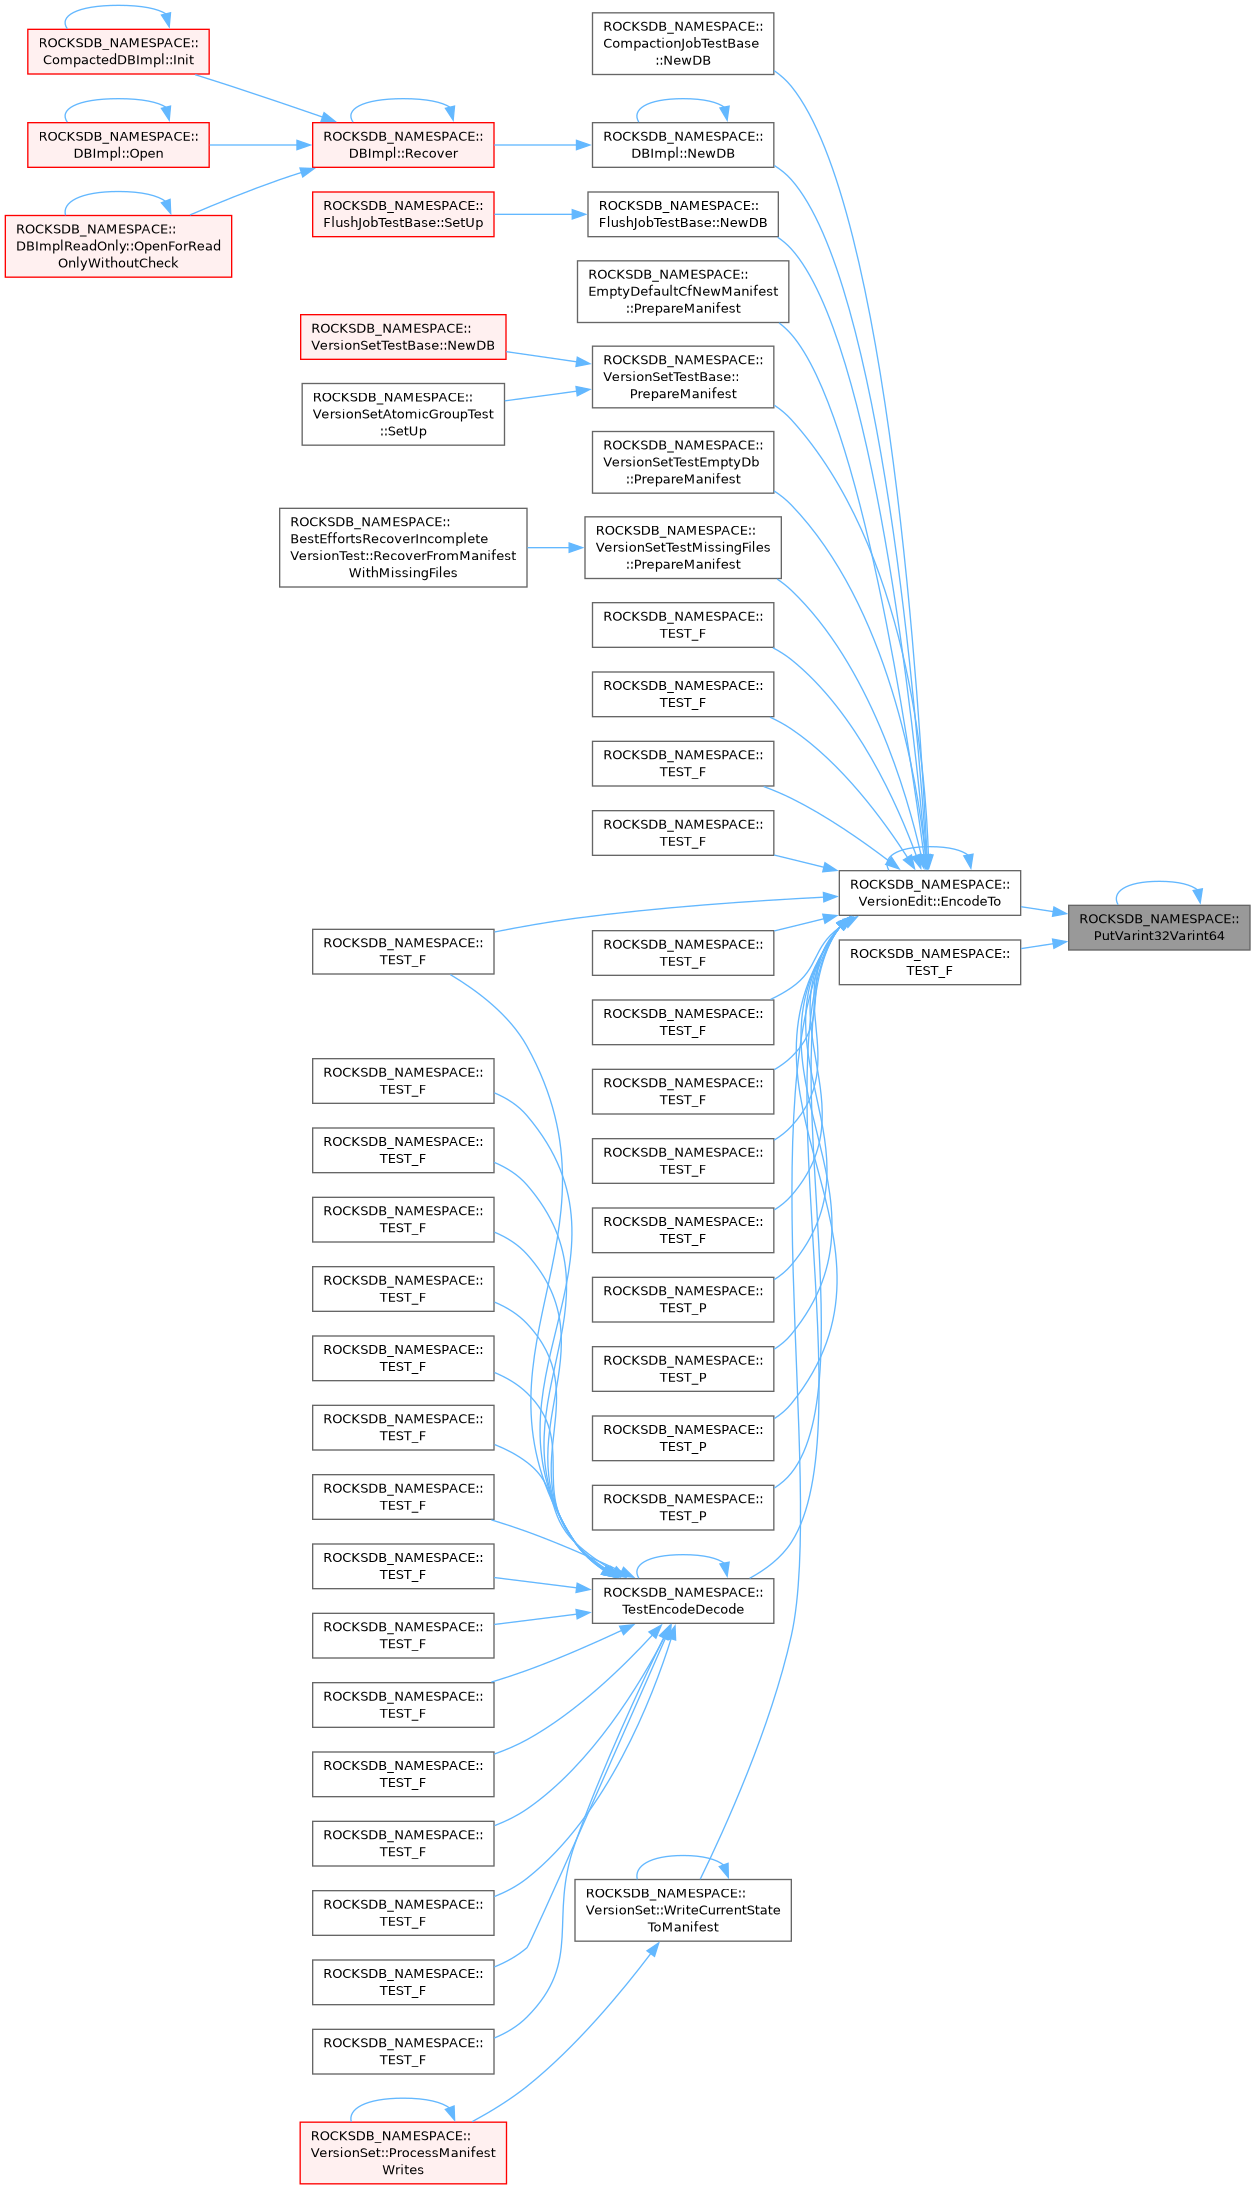 ROCKSDB_NAMESPACE::
CompactedDBImpl::Init
ROCKSDB_NAMESPACE::
DBImpl::Open
ROCKSDB_NAMESPACE::
DBImplReadOnly::OpenForRead
OnlyWithoutCheck
ROCKSDB_NAMESPACE::
DBImpl::Recover
ROCKSDB_NAMESPACE::
FlushJobTestBase::SetUp
ROCKSDB_NAMESPACE::
VersionSetTestBase::NewDB
ROCKSDB_NAMESPACE::
VersionSetAtomicGroupTest
::SetUp
ROCKSDB_NAMESPACE::
BestEffortsRecoverIncomplete
VersionTest::RecoverFromManifest
WithMissingFiles
ROCKSDB_NAMESPACE::
TEST_F
ROCKSDB_NAMESPACE::
TEST_F
ROCKSDB_NAMESPACE::
TEST_F
ROCKSDB_NAMESPACE::
TEST_F
ROCKSDB_NAMESPACE::
TEST_F
ROCKSDB_NAMESPACE::
TEST_F
ROCKSDB_NAMESPACE::
TEST_F
ROCKSDB_NAMESPACE::
TEST_F
ROCKSDB_NAMESPACE::
TEST_F
ROCKSDB_NAMESPACE::
TEST_F
ROCKSDB_NAMESPACE::
TEST_F
ROCKSDB_NAMESPACE::
TEST_F
ROCKSDB_NAMESPACE::
TEST_F
ROCKSDB_NAMESPACE::
TEST_F
ROCKSDB_NAMESPACE::
TEST_F
ROCKSDB_NAMESPACE::
TEST_F
ROCKSDB_NAMESPACE::
VersionSet::ProcessManifest
Writes
ROCKSDB_NAMESPACE::
CompactionJobTestBase
::NewDB
ROCKSDB_NAMESPACE::
DBImpl::NewDB
ROCKSDB_NAMESPACE::
FlushJobTestBase::NewDB
ROCKSDB_NAMESPACE::
EmptyDefaultCfNewManifest
::PrepareManifest
ROCKSDB_NAMESPACE::
VersionSetTestBase::
PrepareManifest
ROCKSDB_NAMESPACE::
VersionSetTestEmptyDb
::PrepareManifest
ROCKSDB_NAMESPACE::
VersionSetTestMissingFiles
::PrepareManifest
ROCKSDB_NAMESPACE::
TEST_F
ROCKSDB_NAMESPACE::
TEST_F
ROCKSDB_NAMESPACE::
TEST_F
ROCKSDB_NAMESPACE::
TEST_F
ROCKSDB_NAMESPACE::
TEST_F
ROCKSDB_NAMESPACE::
TEST_F
ROCKSDB_NAMESPACE::
TEST_F
ROCKSDB_NAMESPACE::
TEST_F
ROCKSDB_NAMESPACE::
TEST_F
ROCKSDB_NAMESPACE::
TEST_P
ROCKSDB_NAMESPACE::
TEST_P
ROCKSDB_NAMESPACE::
TEST_P
ROCKSDB_NAMESPACE::
TEST_P
ROCKSDB_NAMESPACE::
TestEncodeDecode
ROCKSDB_NAMESPACE::
VersionSet::WriteCurrentState
ToManifest
ROCKSDB_NAMESPACE::
VersionEdit::EncodeTo
ROCKSDB_NAMESPACE::
TEST_F
ROCKSDB_NAMESPACE::
PutVarint32Varint64